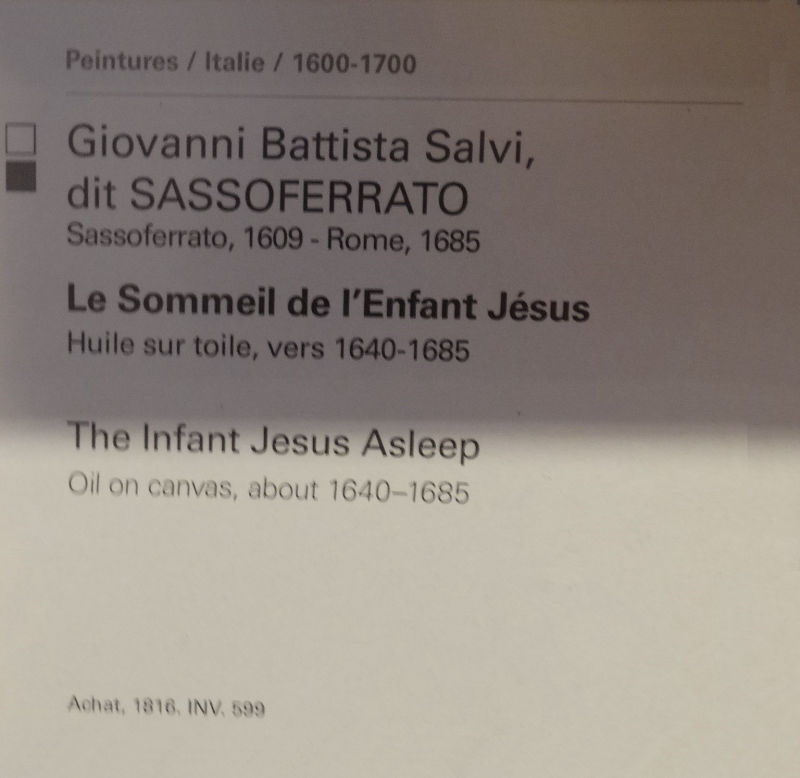 Peintures / Italie / 1600-1700
Giovanni Battista Salvi,
dit SASSOFERRATO
Sassoferrato, 1609 - Rome, 1685
Le Sommeil de l'Enfant Jésus
Huile sur toile, vers 1640-1685
The Infant Jesus Asleep
Oil on canvas, about 1640–1685
Achat, 1816. INV. 599